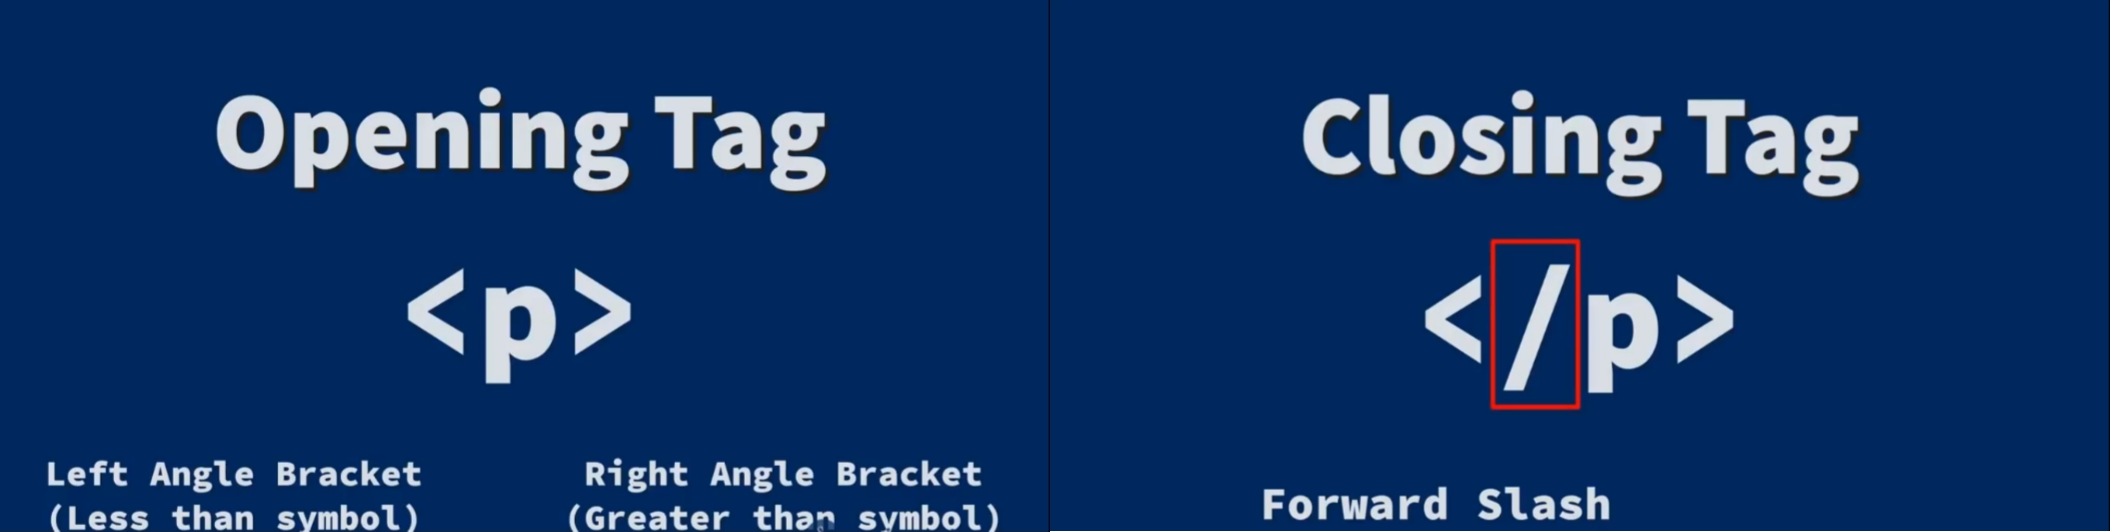 Opening Tag
<p>
Left Angle Bracket
(Less than symbol)
Right Angle Bracket
(Greater than symbol)
Closing Tag
</p>
Forward Slash